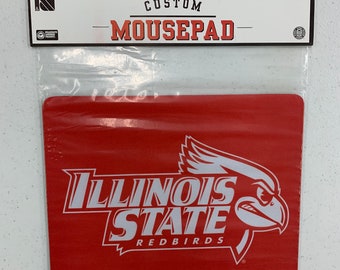 CUSTOM
MOUSEPAD
ILLINOIS
STATE
REDBIRDS